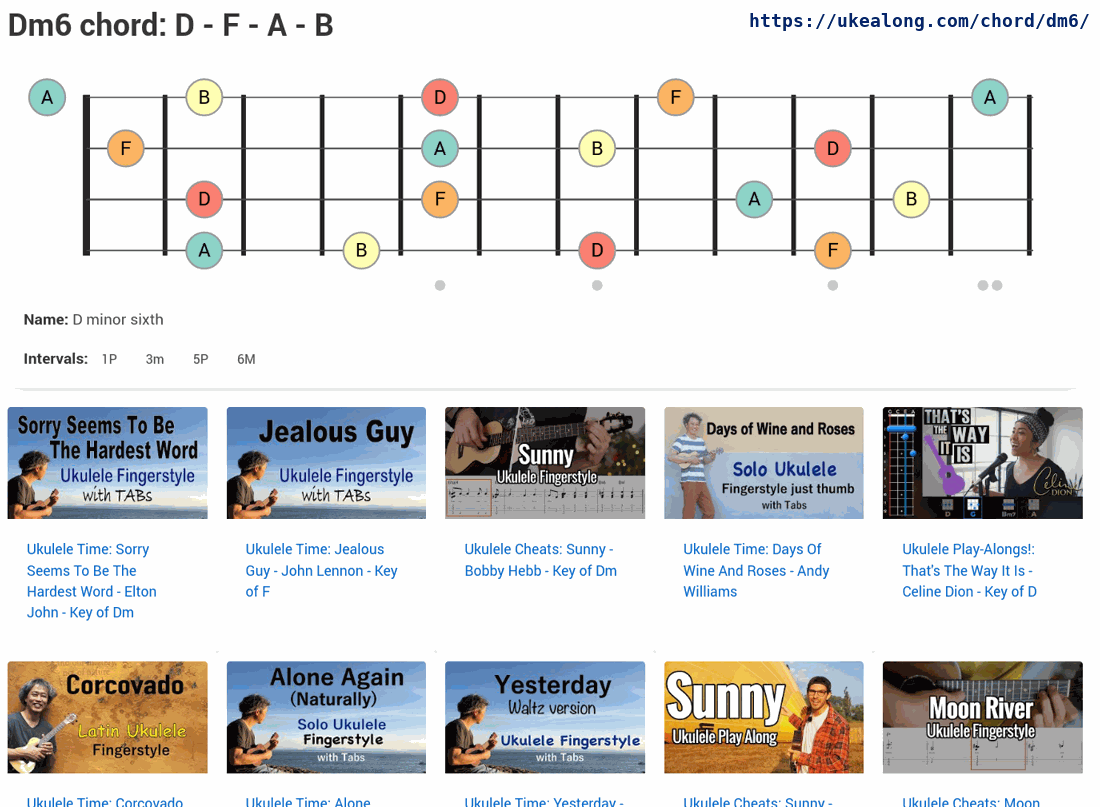 Dm6 chord: D - F - A - B
https://ukealong.com/chord/dm6/
A B D F A
F A B D
D F A B
A B D F
Name: D minor sixth
Intervals: 1P 3m 5P 6M
Sorry Seems To Be
The Hardest Word
Ukulele Fingerstyle
with TABs
Jealous Guy
Ukulele Fingerstyle
with TABs
Sunny
Ukulele Fingerstyle
Days of Wine and Roses
Solo Ukulele
Fingerstyle just thumb
with Tabs
THAT'S
THE WAY
IT IS
Celine
DION
D G Bm7 A
Ukulele Time: Sorry
Seems To Be The
Hardest Word - Elton
John - Key of Dm
Ukulele Time: Jealous
Guy - John Lennon - Key
of F
Ukulele Cheats: Sunny -
Bobby Hebb - Key of Dm
Ukulele Time: Days Of
Wine And Roses - Andy
Williams
Ukulele Play-Alongs!:
That's The Way It Is -
Celine Dion - Key of D
Corcovado
Latin Ukulele
Fingerstyle
Alone Again
(Naturally)
Solo Ukulele
Fingerstyle
with Tabs
Yesterday
Waltz version
Ukulele Fingerstyle
with Tabs
Sunny
Ukulele Play Along
Moon River
Ukulele Fingerstyle
Ukulele Time: Corcovado
Ukulele Time: Alone
Ukulele Time: Yesterday -
Ukulele Cheats: Sunny -
Ukulele Cheats: Moon